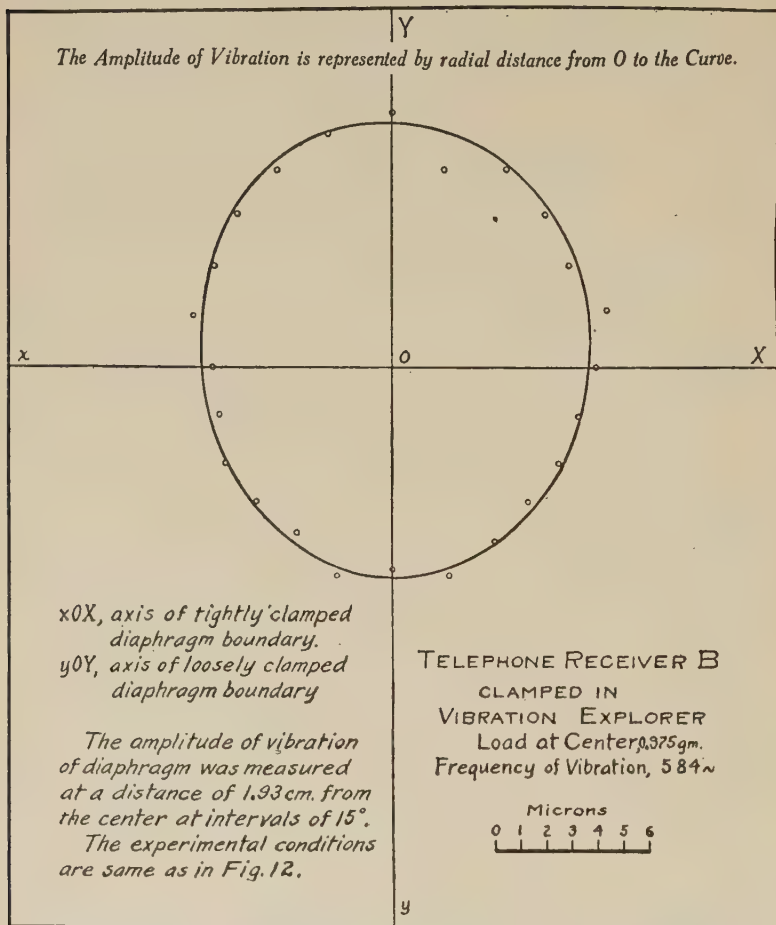 Y
The Amplitude of Vibration is represented by radial distance from O to the Curve.
x
O
X
xOX, axis of tightly clamped
diaphragm boundary.
yOY, axis of loosely clamped
diaphragm boundary
The amplitude of vibration
of diaphragm was measured
at a distance of 1.93 cm. from
the center at intervals of 15°.
The experimental conditions
are same as in Fig. 12.
TELEPHONE RECEIVER B
CLAMPED IN
VIBRATION EXPLORER
Load at Center, 0.975 gm.
Frequency of Vibration, 584~
Microns
0 1 2 3 4 5 6
y